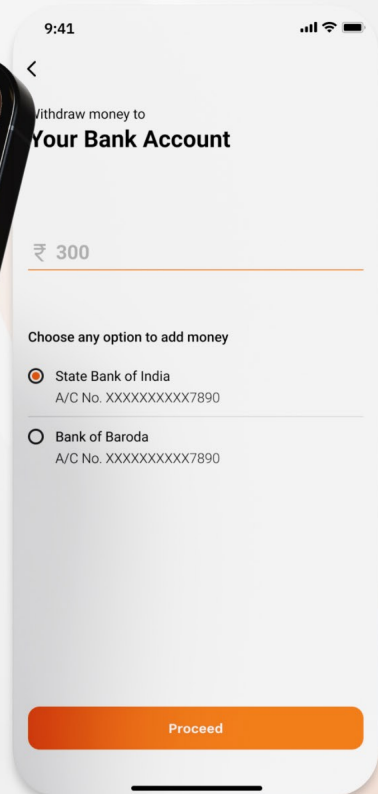 9:41
Withdraw money to
Your Bank Account
₹ 300
Choose any option to add money
State Bank of India
A/C No. XXXXXXXXXX7890
Bank of Baroda
A/C No. XXXXXXXXXX7890
Proceed